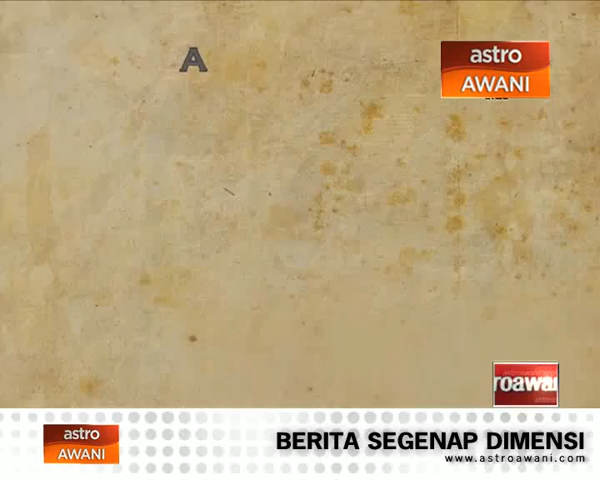 A
astro
AWANI
roawa
astro
AWANI
BERITA SEGENAP DIMENSI
www.astroawani.com